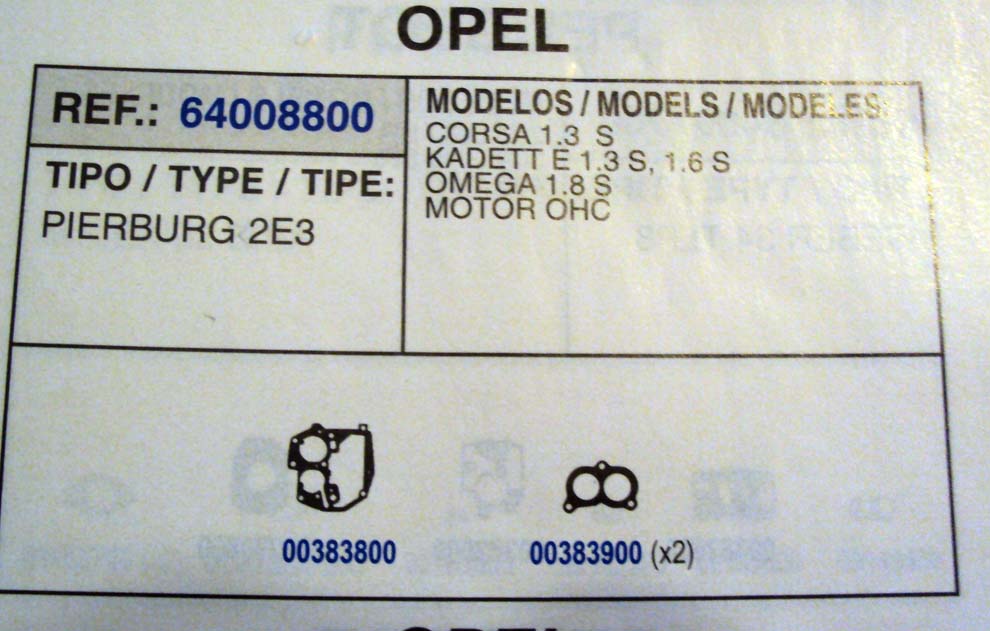 OPEL
REF.: 64008800
TIPO / TYPE / TIPE:
PIERBURG 2E3
MODELOS / MODELS / MODELES:
CORSA 1.3 S
KADETT E 1.3 S, 1.6 S
OMEGA 1.8 S
MOTOR OHC
00383800
00383900 (x2)
OPEL